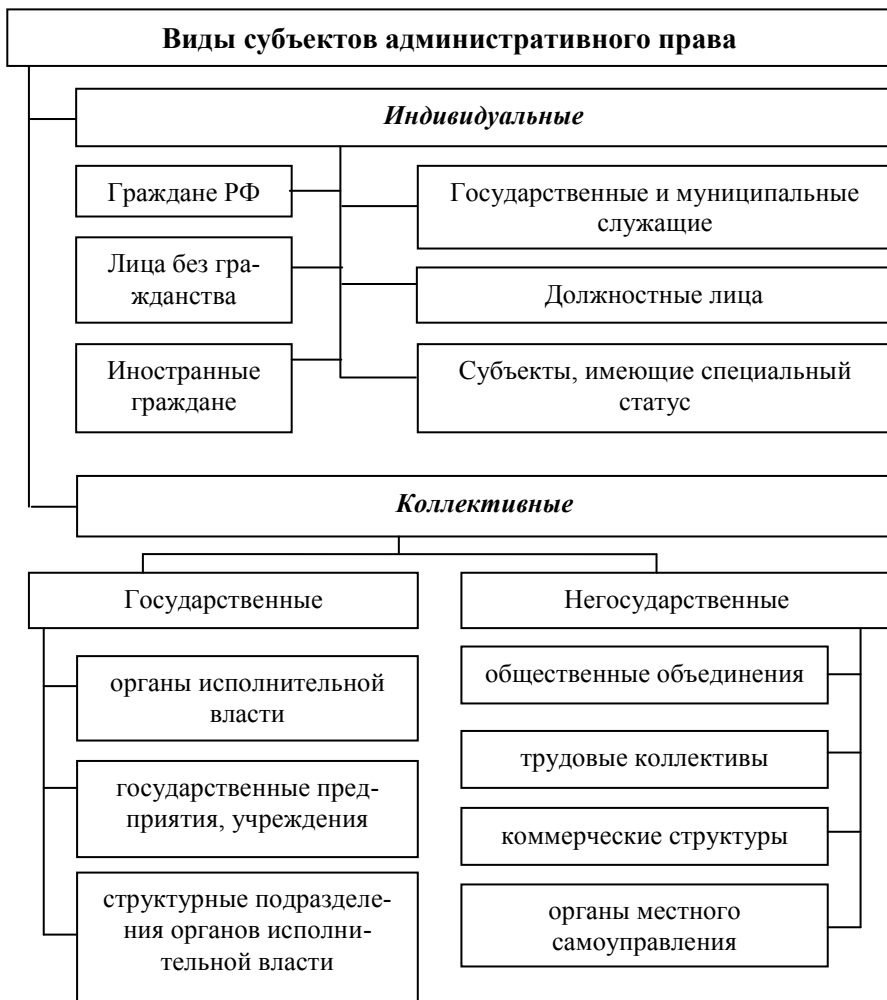 Виды субъектов административного права
Индивидуальные
Граждане РФ
Лица без гра-
жданства
Иностранные
граждане
Государственные и муниципальные
служащие
Должностные лица
Субъекты, имеющие специальный
статус
Коллективные
Государственные
органы исполнительной
власти
государственные пред-
приятия, учреждения
структурные подразделе-
ния органов исполни-
тельной власти
Негосударственные
общественные объединения
трудовые коллективы
коммерческие структуры
органы местного
самоуправления